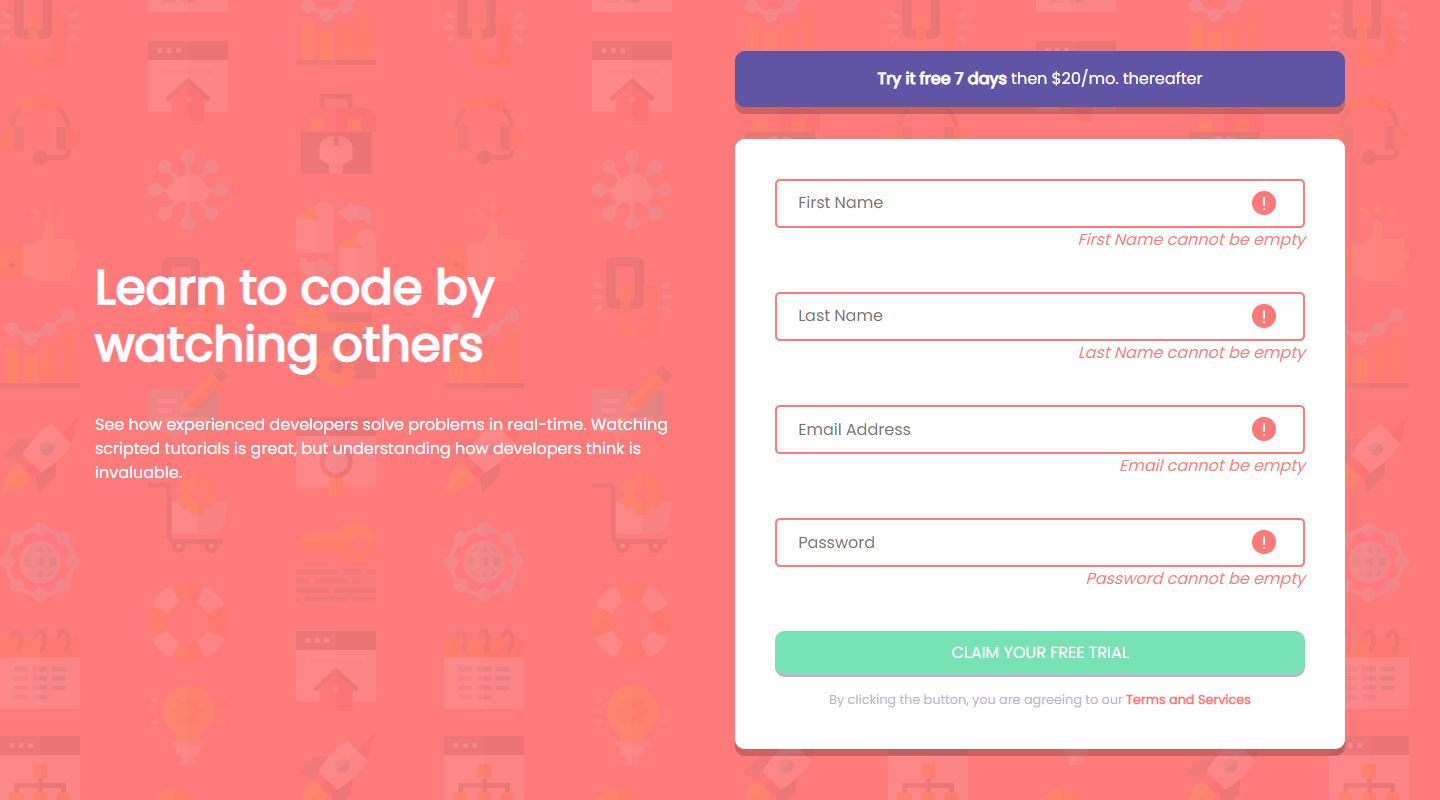 Learn to code by
watching others
See how experienced developers solve problems in real-time. Watching
scripted tutorials is great, but understanding how developers think is
invaluable.
Try it free 7 days then $20/mo. thereafter
First Name
First Name cannot be empty
Last Name
Last Name cannot be empty
Email Address
Email cannot be empty
Password
Password cannot be empty
CLAIM YOUR FREE TRIAL
By clicking the button, you are agreeing to our Terms and Services